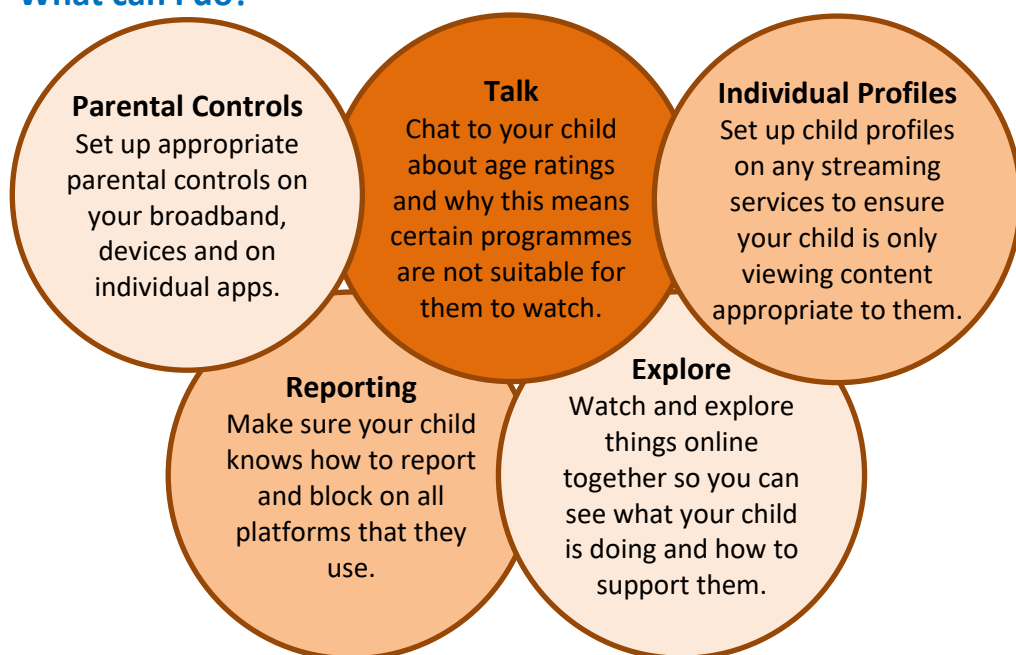 What can I do?
Parental Controls
Set up appropriate
parental controls on
your broadband,
devices and on
individual apps.
Talk
Chat to your child
about age ratings
and why this means
certain programmes
are not suitable for
them to watch.
Individual Profiles
Set up child profiles
on any streaming
services to ensure
your child is only
viewing content
appropriate to them.
Reporting
Make sure your child
knows how to report
and block on all
platforms that they
use.
Explore
Watch and explore
things online
together so you can
see what your child
is doing and how to
support them.